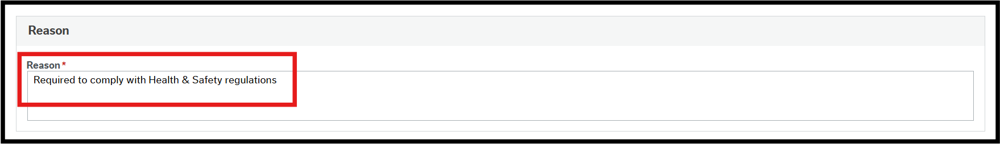 Reason
Reason*
Required to comply with Health & Safety regulations